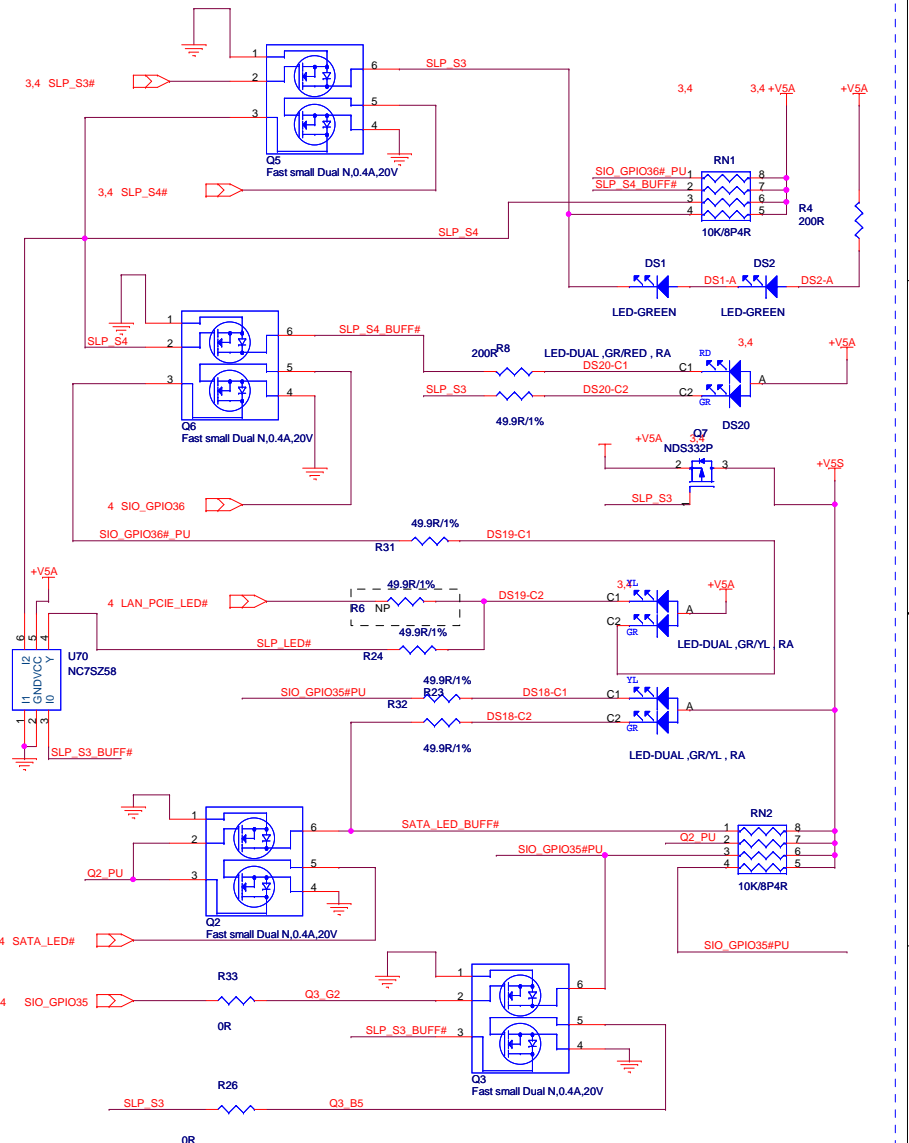 1
2
3
6
5
4
SLP_S3
3,4 SLP_S3#
Q5
Fast small Dual N,0.4A,20V
3,4 SLP_S4#
SLP_S4
3,4
3,4 +V5A
+V5A
RN1
SIO_GPIO36#_PU
SLP_S4_BUFF#
1
2
3
4
8
7
6
5
10K/8P4R
R4
200R
DS1
DS2
DS1-A
DS2-A
LED-GREEN
LED-GREEN
1
2
3
6
5
4
SLP_S4
SLP_S4_BUFF#
Q6
Fast small Dual N,0.4A,20V
4 SIO_GPIO36
200R
R8
LED-DUAL ,GR/RED , RA
3,4
+V5A
DS20-C1
C1
RD
SLP_S3
DS20-C2
C2
GR
A
49.9R/1%
DS20
Q7
+V5A
3,4
NDS332P
2
3
+V5S
SLP_S3
SIO_GPIO36#_PU
49.9R/1%
R31
DS19-C1
+V5A
4 LAN_PCIE_LED#
49.9R/1%
R6
NP
DS19-C2
3,4
YL
C1
C2
GR
A
+V5A
49.9R/1%
SLP_LED#
R24
LED-DUAL ,GR/YL , RA
6
5
4
I2
VCC
Y
I1
GND
I0
1
2
3
U70
NC7SZ58
SLP_S3_BUFF#
49.9R/1%
SIO_GPIO35#PU
R23
R32
DS18-C1
C1
YL
DS18-C2
C2
GR
A
49.9R/1%
LED-DUAL ,GR/YL , RA
1
2
3
6
5
4
Q2_PU
Q2
Fast small Dual N,0.4A,20V
SATA_LED_BUFF#
Q2_PU
SIO_GPIO35#PU
RN2
1
2
3
4
8
7
6
5
10K/8P4R
SIO_GPIO35#PU
4 SATA_LED#
4 SIO_GPIO35
R33
0R
Q3_G2
SLP_S3_BUFF#
1
2
3
6
5
4
Q3
Fast small Dual N,0.4A,20V
SLP_S3
R26
Q3_B5
0R